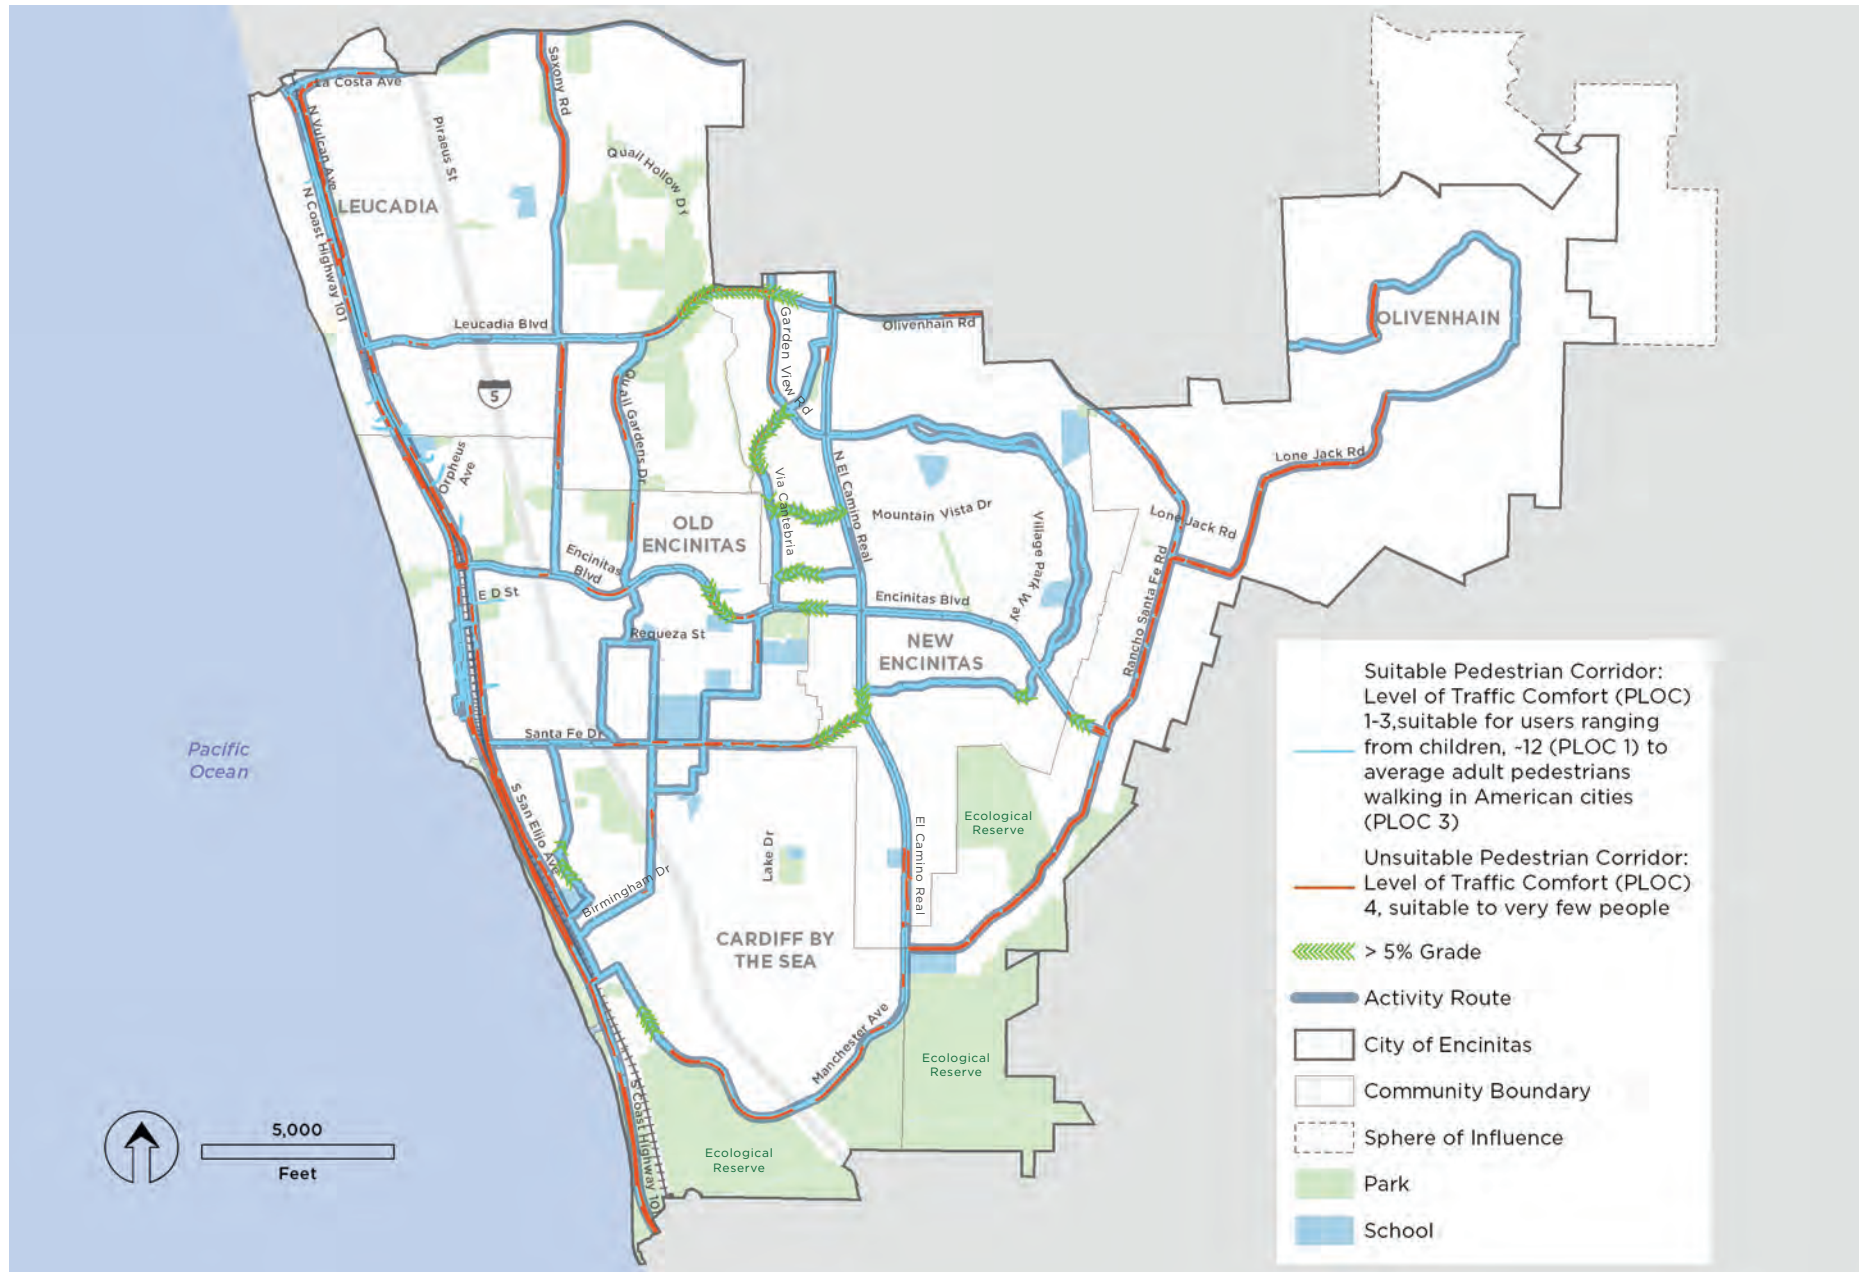 La Costa Ave
Saxony Rd
N Vulcan Ave
Piraeus St
Quail Hollow Dr
LEUCADIA
N Coast Highway 101
Leucadia Blvd
Garden View Rd
Olivenhain Rd
OLIVENHAIN
5
Quail Gardens Dr
Orpheus
Ave
N El Camino Real
Lone Jack Rd
Via Cantebria
Mountain Vista Dr
Village Park Way
Lone Jack Rd
OLD
ENCINITAS
Encinitas
Blvd
E D St
Encinitas Blvd
Rancho Santa Fe Rd
Requeza St
NEW
ENCINITAS
Santa Fe Dr
Pacific
Ocean
S San Elijo Ave
Lake Dr
El Camino Real
Ecological
Reserve
Birmingham Dr
CARDIFF BY
THE SEA
Manchester Ave
Ecological
Reserve
S Coast Highway 101
Ecological
Reserve
5,000
Feet
Suitable Pedestrian Corridor:
Level of Traffic Comfort (PLOC)
1-3,suitable for users ranging
from children, ~12 (PLOC 1) to
average adult pedestrians
walking in American cities
(PLOC 3)
Unsuitable Pedestrian Corridor:
Level of Traffic Comfort (PLOC)
4, suitable to very few people
> 5% Grade
Activity Route
City of Encinitas
Community Boundary
Sphere of Influence
Park
School